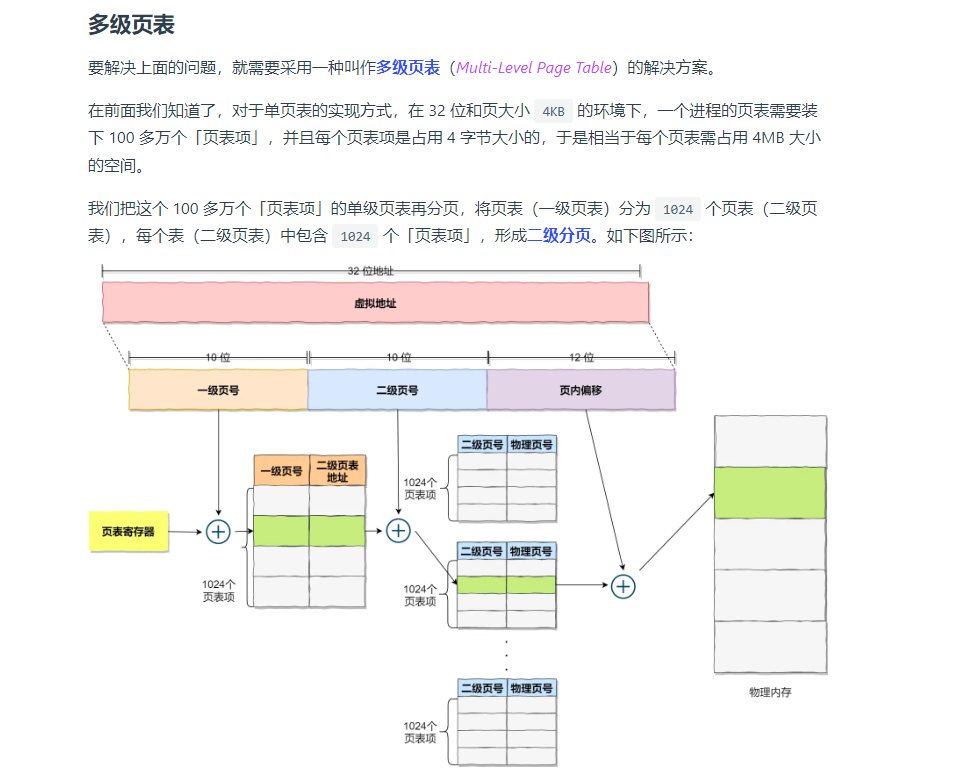 多级页表
要解决上面的问题，就需要采用一种叫作多级页表（Multi-Level Page Table）的解决方案。
在前面我们知道了，对于单页表的实现方式，在 32 位和页大小 4KB 的环境下，一个进程的页表需要装
下 100 多万个「页表项」，并且每个页表项是占用 4 字节大小的，于是相当于每个页表需占用 4MB 大小
的空间。
我们把这个 100 多万个「页表项」的单级页表再分页，将页表（一级页表）分为 1024 个页表（二级页
表），每个表（二级页表）中包含 1024 个「页表项」，形成二级分页。如下图所示：
32 位地址
虚拟地址
10 位
10 位
12 位
一级页号
二级页号
页内偏移
页表寄存器
一级页号
二级页表
地址
1024个
页表项
二级页号
物理页号
1024个
页表项
二级页号
物理页号
1024个
页表项
二级页号
物理页号
1024个
页表项
物理内存